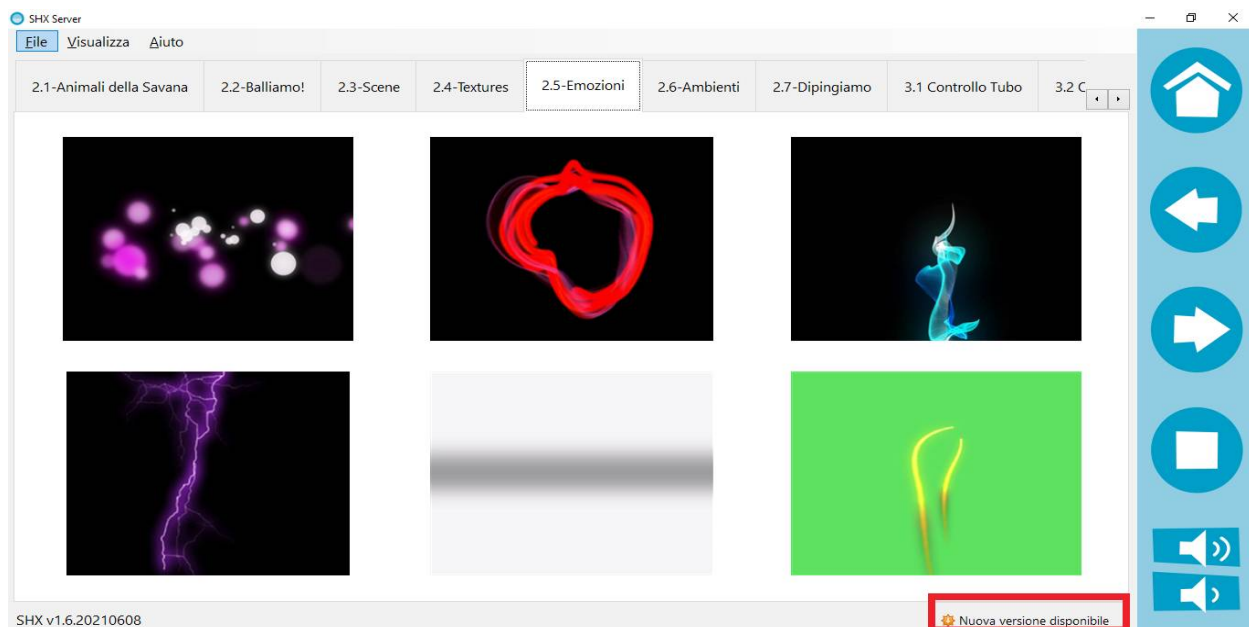 SHX Server
File Visualizza Aiuto
2.1-Animali della Savana 2.2-Balliamo! 2.3-Scene 2.4-Textures 2.5-Emozioni 2.6-Ambienti 2.7-Dipingiamo 3.1 Controllo Tubo 3.2
SHX v1.6.20210608 Nuova versione disponibile